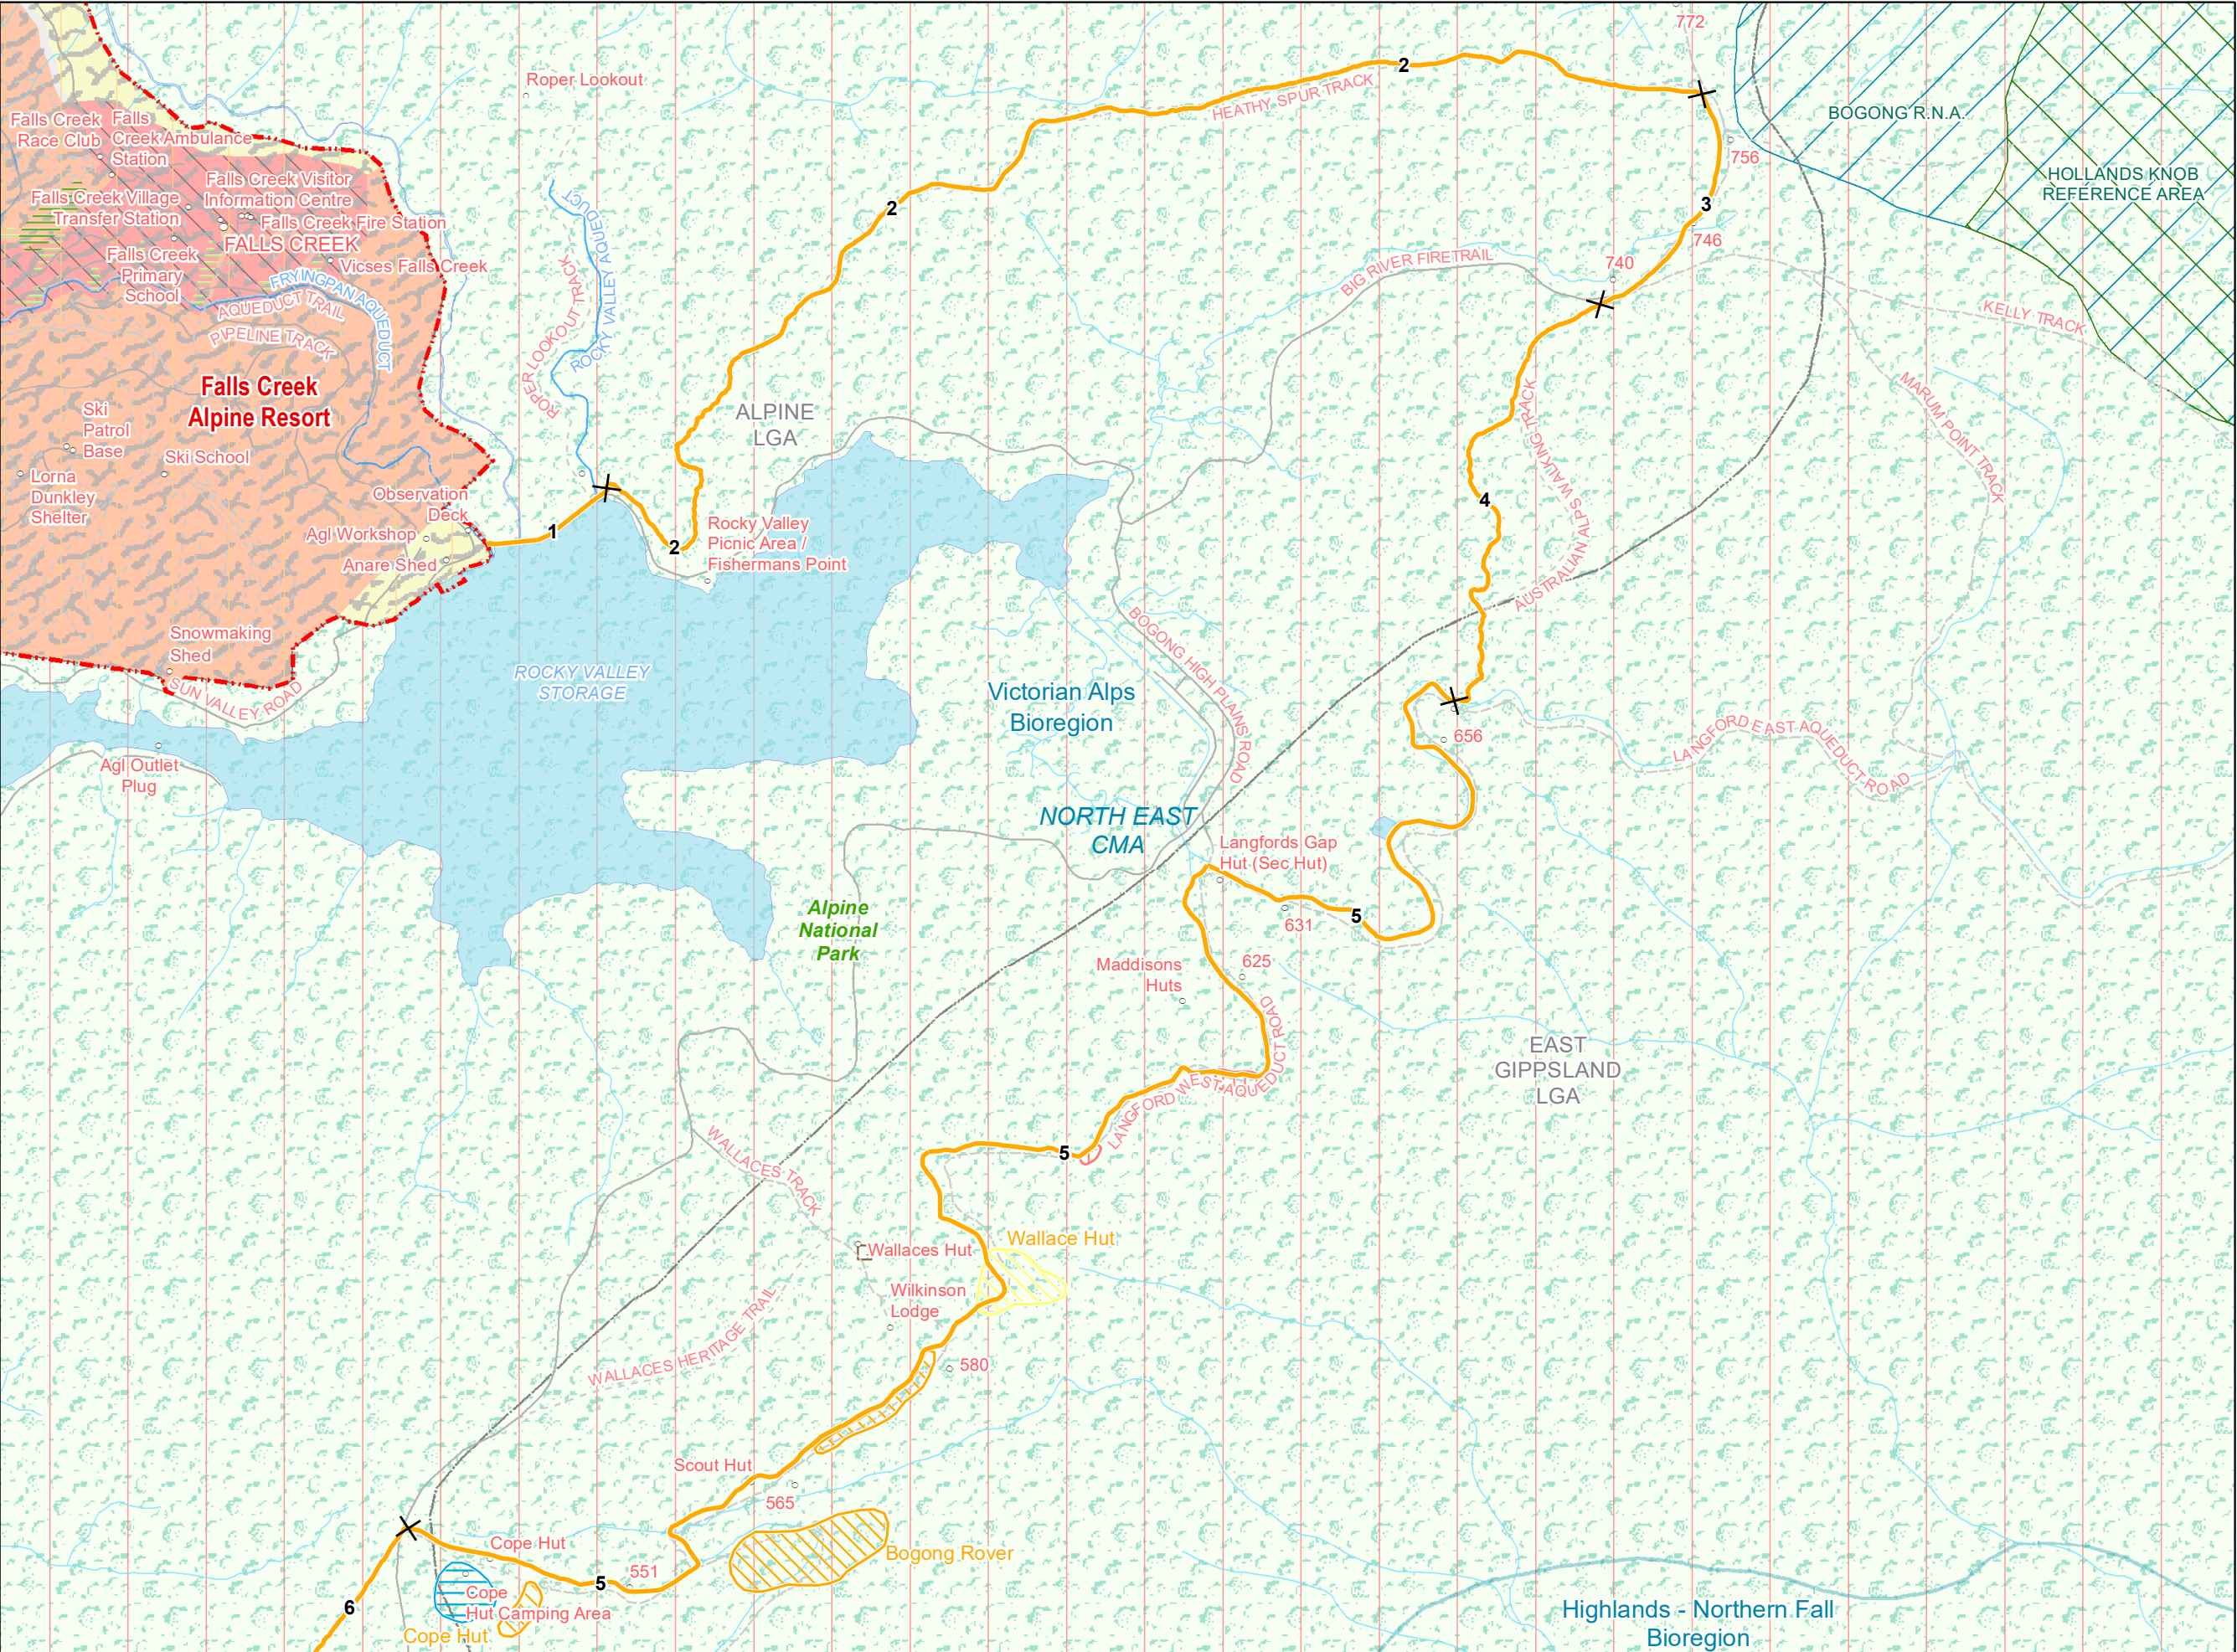 772
Roper Lookout
2
HEATHY SPUR TRACK
BOGONG R.N.A.
Falls Creek
Race Club
Falls
Creek Ambulance
Station
756
HOLLANDS KNOB
REFERENCE AREA
Falls Creek Visitor
Information Centre
Falls Creek Village
Transfer Station
Falls Creek Fire Station
FALLS CREEK
2
3
746
ROCKY VALLEY AQUEDUCT
ROPER LOOKOUT TRACK
Falls Creek
Primary
School
Vicses Falls Creek
740
BIG RIVER FIRETRAIL
FRYINGPAN AQUEDUCT
AQUEDUCT TRAIL
PIPELINE TRACK
KELLY TRACK
Falls Creek
Alpine Resort
MARUM POINT TRACK
ALPINE
LGA
AUSTRALIAN ALPS WALKING TRACK
Ski
Patrol
Base
Ski School
Lorna
Dunkley
Shelter
Observation
Deck
4
Agl Workshop
1
2
Rocky Valley
Picnic Area /
Fishermans Point
Anare Shed
Snowmaking
Shed
BOGONG HIGH PLAINS ROAD
SUN VALLEY ROAD
ROCKY VALLEY
STORAGE
Victorian Alps
Bioregion
656
LANGFORD EAST AQUEDUCT ROAD
Agl Outlet
Plug
NORTH EAST
CMA
Langfords Gap
Hut (Sec Hut)
Alpine
National
Park
5
631
Maddisons
Huts
625
EAST
GIPPSLAND
LGA
LANGFORD WEST AQUEDUCT ROAD
5
WALLACES TRACK
Wallace Hut
Wallaces Hut
Wilkinson
Lodge
WALLACES HERITAGE TRAIL
580
Scout Hut
565
Cope Hut
Bogong Rover
551
5
Cope
Hut Camping Area
6
Cope Hut
Highlands - Northern Fall
Bioregion